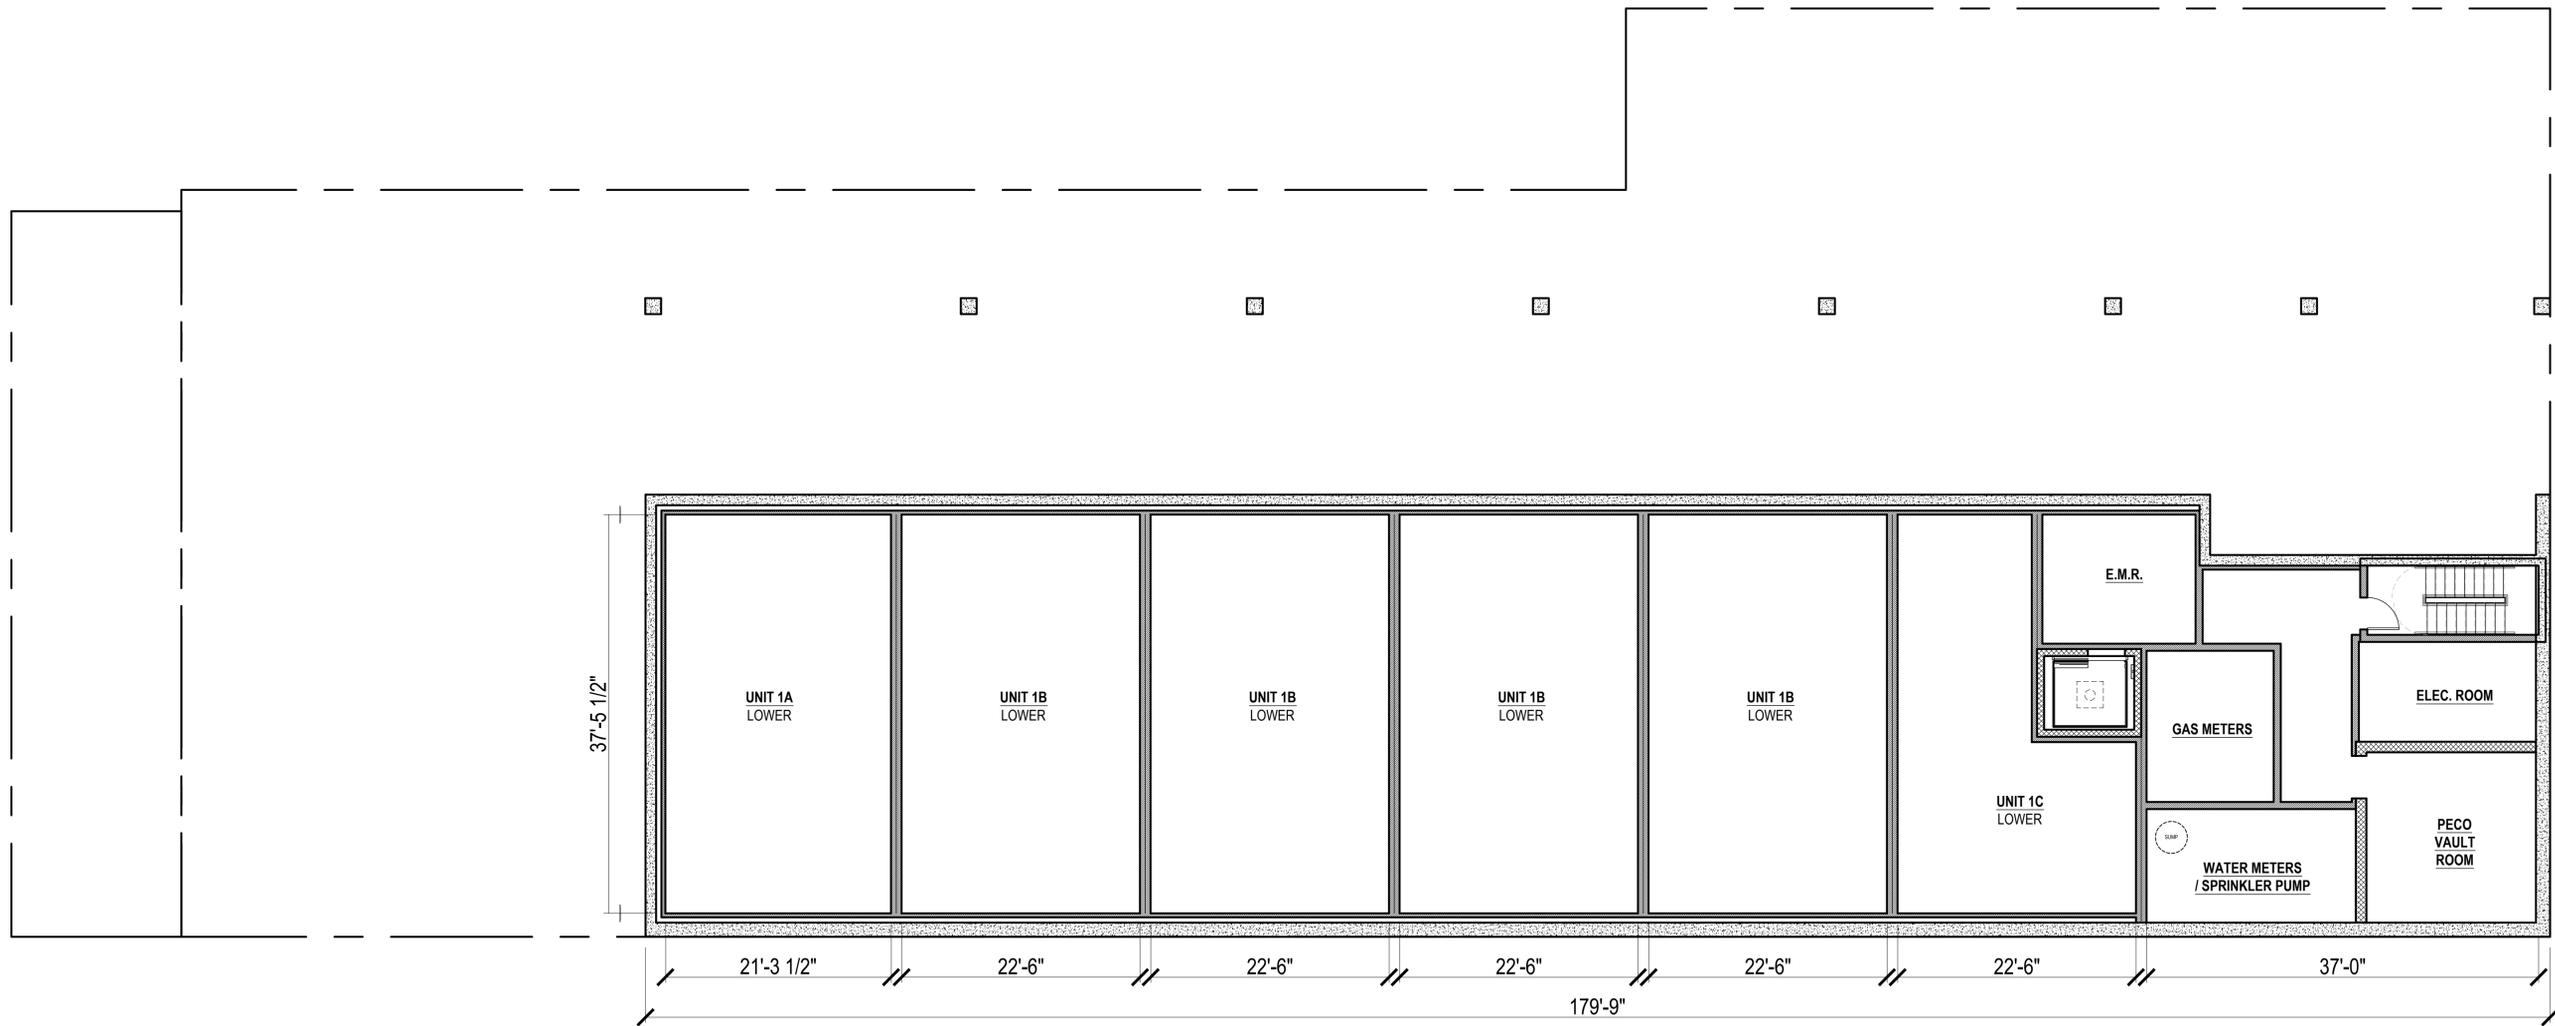 E.M.R.
37'-5 1/2"
UNIT 1A
LOWER
UNIT 1B
LOWER
UNIT 1B
LOWER
UNIT 1B
LOWER
UNIT 1B
LOWER
ELEC. ROOM
GAS METERS
UNIT 1C
LOWER
SUMP
PECO
VAULT
ROOM
WATER METERS
/ SPRINKLER PUMP
21'-3 1/2"
22'-6"
22'-6"
22'-6"
22'-6"
22'-6"
37'-0"
179'-9"